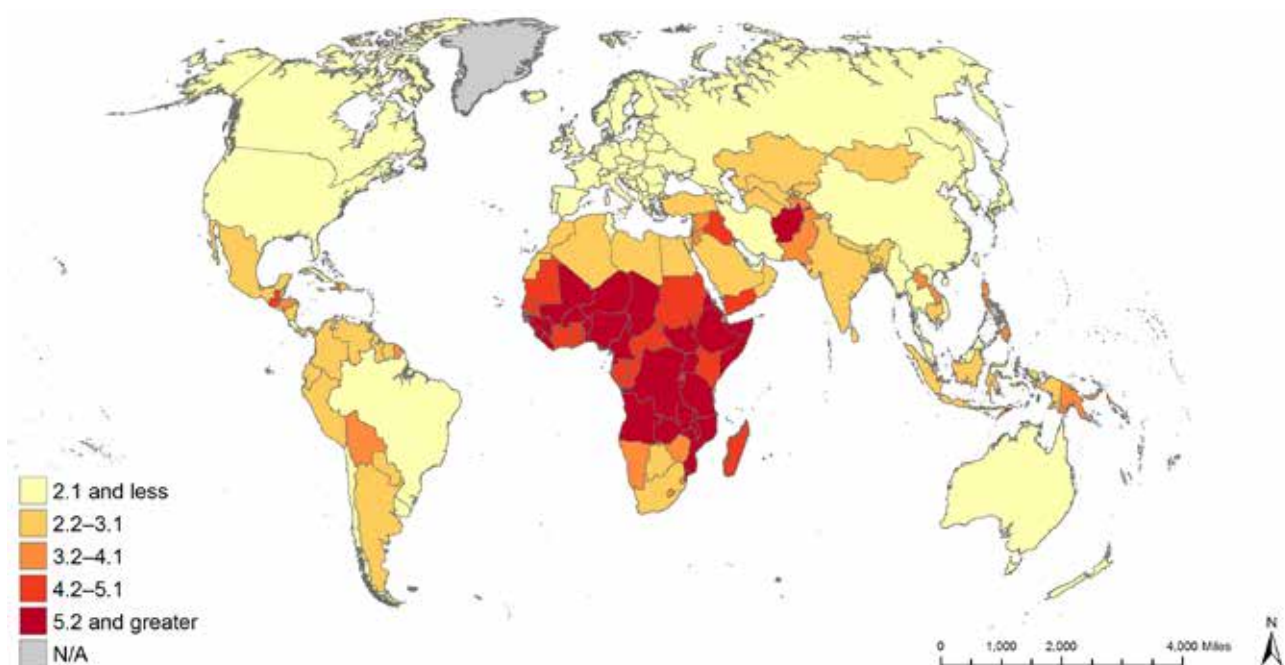 2.1 and less
2.2–3.1
3.2–4.1
4.2–5.1
5.2 and greater
N/A
0 1,000 2,000 4,000 Miles
N